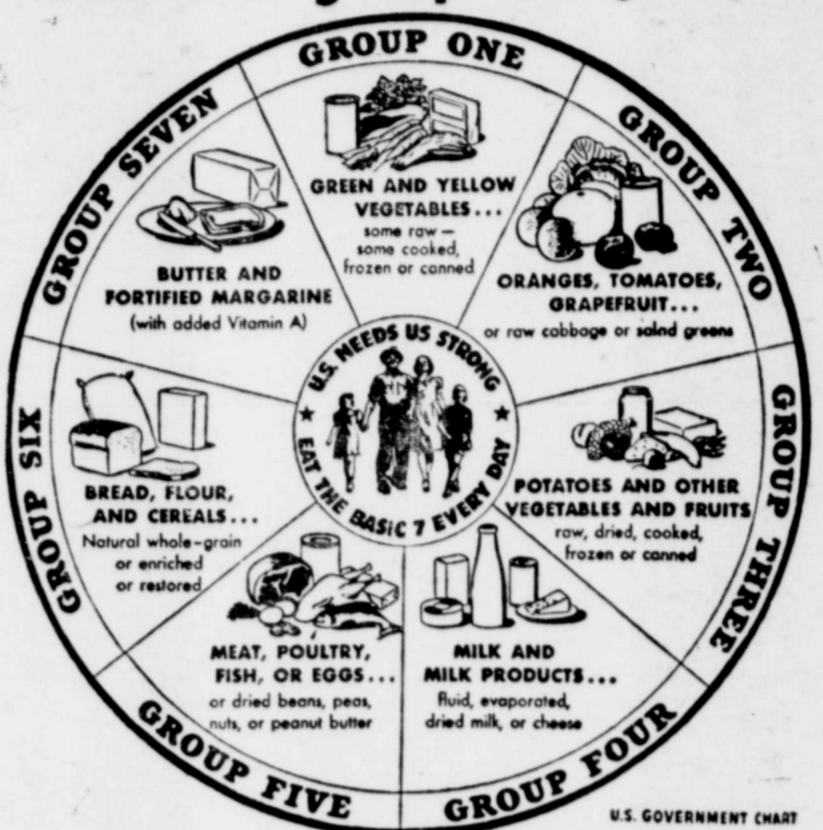 GROUP ONE
GREEN AND YELLOW
VEGETABLES...
some raw –
some cooked,
frozen or canned
GROUP TWO
ORANGES, TOMATOES,
GRAPEFRUIT...
or raw cabbage or salad greens
GROUP THREE
POTATOES AND OTHER
VEGETABLES AND FRUITS
raw, dried, cooked,
frozen or canned
GROUP FOUR
MILK AND
MILK PRODUCTS...
fluid, evaporated,
dried milk, or cheese
GROUP FIVE
MEAT, POULTRY,
FISH, OR EGGS...
or dried beans, peas,
nuts, or peanut butter
GROUP SIX
BREAD, FLOUR,
AND CEREALS...
Natural whole-grain
or enriched
or restored
GROUP SEVEN
BUTTER AND
FORTIFIED MARGARINE
(with added Vitamin A)
U.S. NEEDS US STRONG
EAT THE BASIC 7 EVERY DAY
U.S. GOVERNMENT CHART